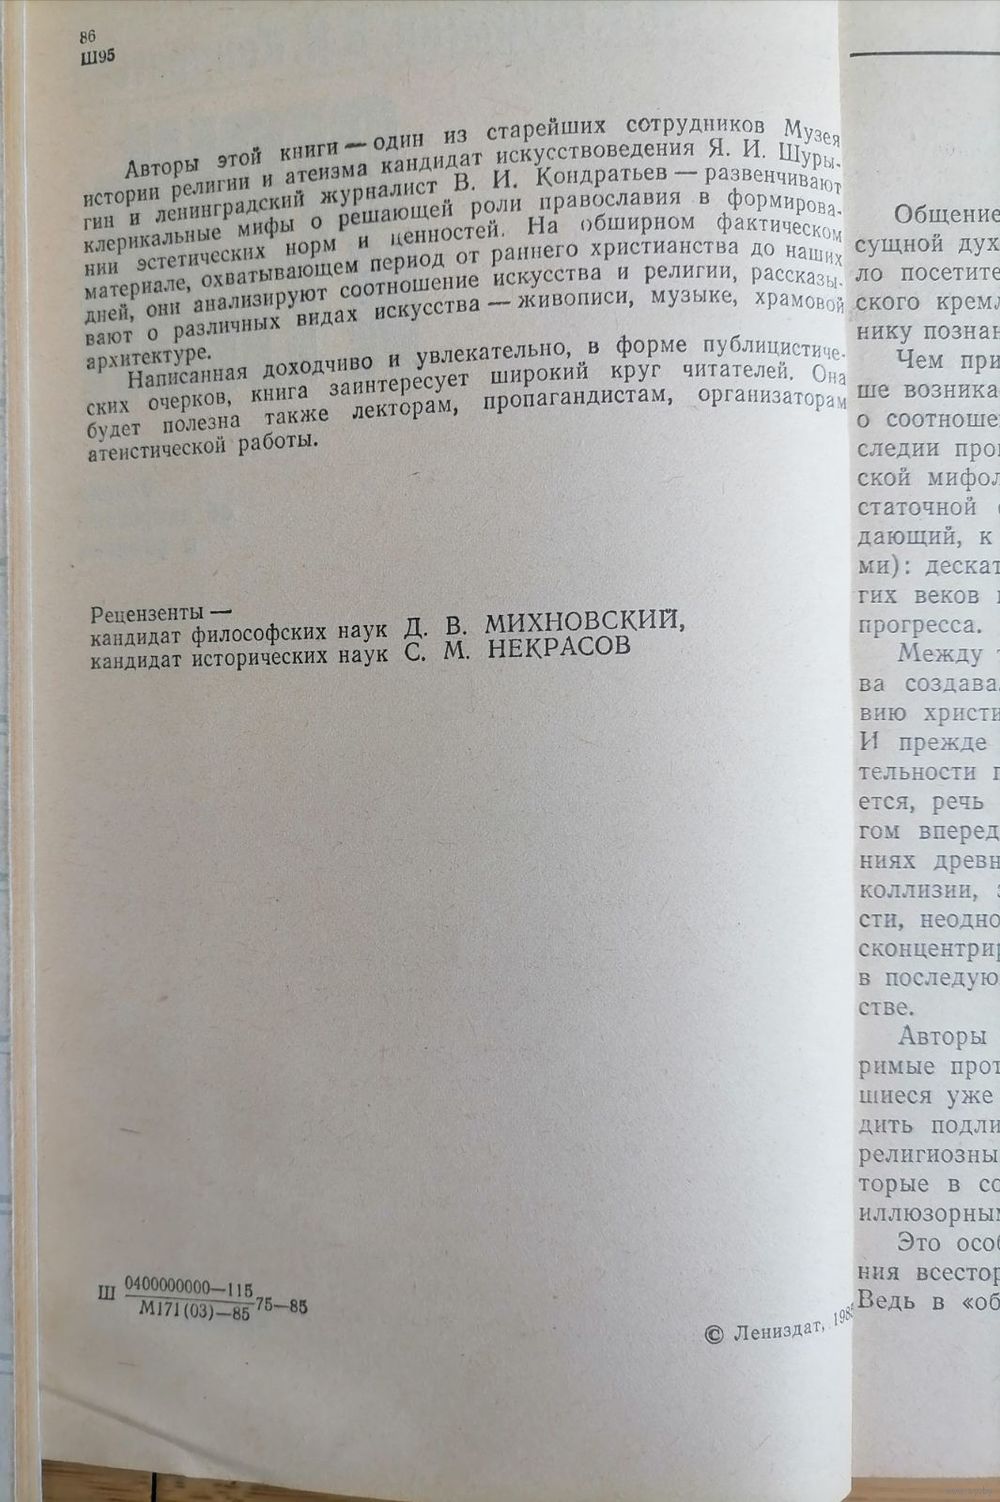 86
Ш95
Авторы этой книги — один из старейших сотрудников Музея
истории религии и атеизма кандидат искусствоведения Я. И. Шуры-
гин и ленинградский журналист В. И. Кондратьев — развенчивают
клерикальные мифы о решающей роли православия в формирова-
нии эстетических норм и ценностей. На обширном фактическом
материале, охватывающем период от раннего христианства до наших
дней, они анализируют соотношение искусства и религии, рассказы-
вают о различных видах искусства — живописи, музыке, храмовой
архитектуре.
Написанная доходчиво и увлекательно, в форме публицистиче-
ских очерков, книга заинтересует широкий круг читателей. Она
будет полезна также лекторам, пропагандистам, организаторам
атеистической работы.
Рецензенты —
кандидат философских наук Д. В. МИХНОВСКИЙ,
кандидат исторических наук С. М. НЕКРАСОВ
Ш 0400000000—115 75—85
М171(03)—85
© Лениздат, 1985
Общение
сущной дух
ло посетите
ского кремл
нику познан
Чем при
ше возника
о соотноше
следии про
ской мифол
статочной
дающий, к
ми): дескат
гих веков
прогресса.
Между
ва создава
вию христи
И прежде
тельности п
ется, речь
гом вперед
ниях древн
коллизии,
сти, неодно
сконцентрир
в последую
стве.
Авторы
римые прот
шиеся уже
дить подли
религиозны
торые в со
иллюзорным
Это особ
ния всестор
Ведь в «об